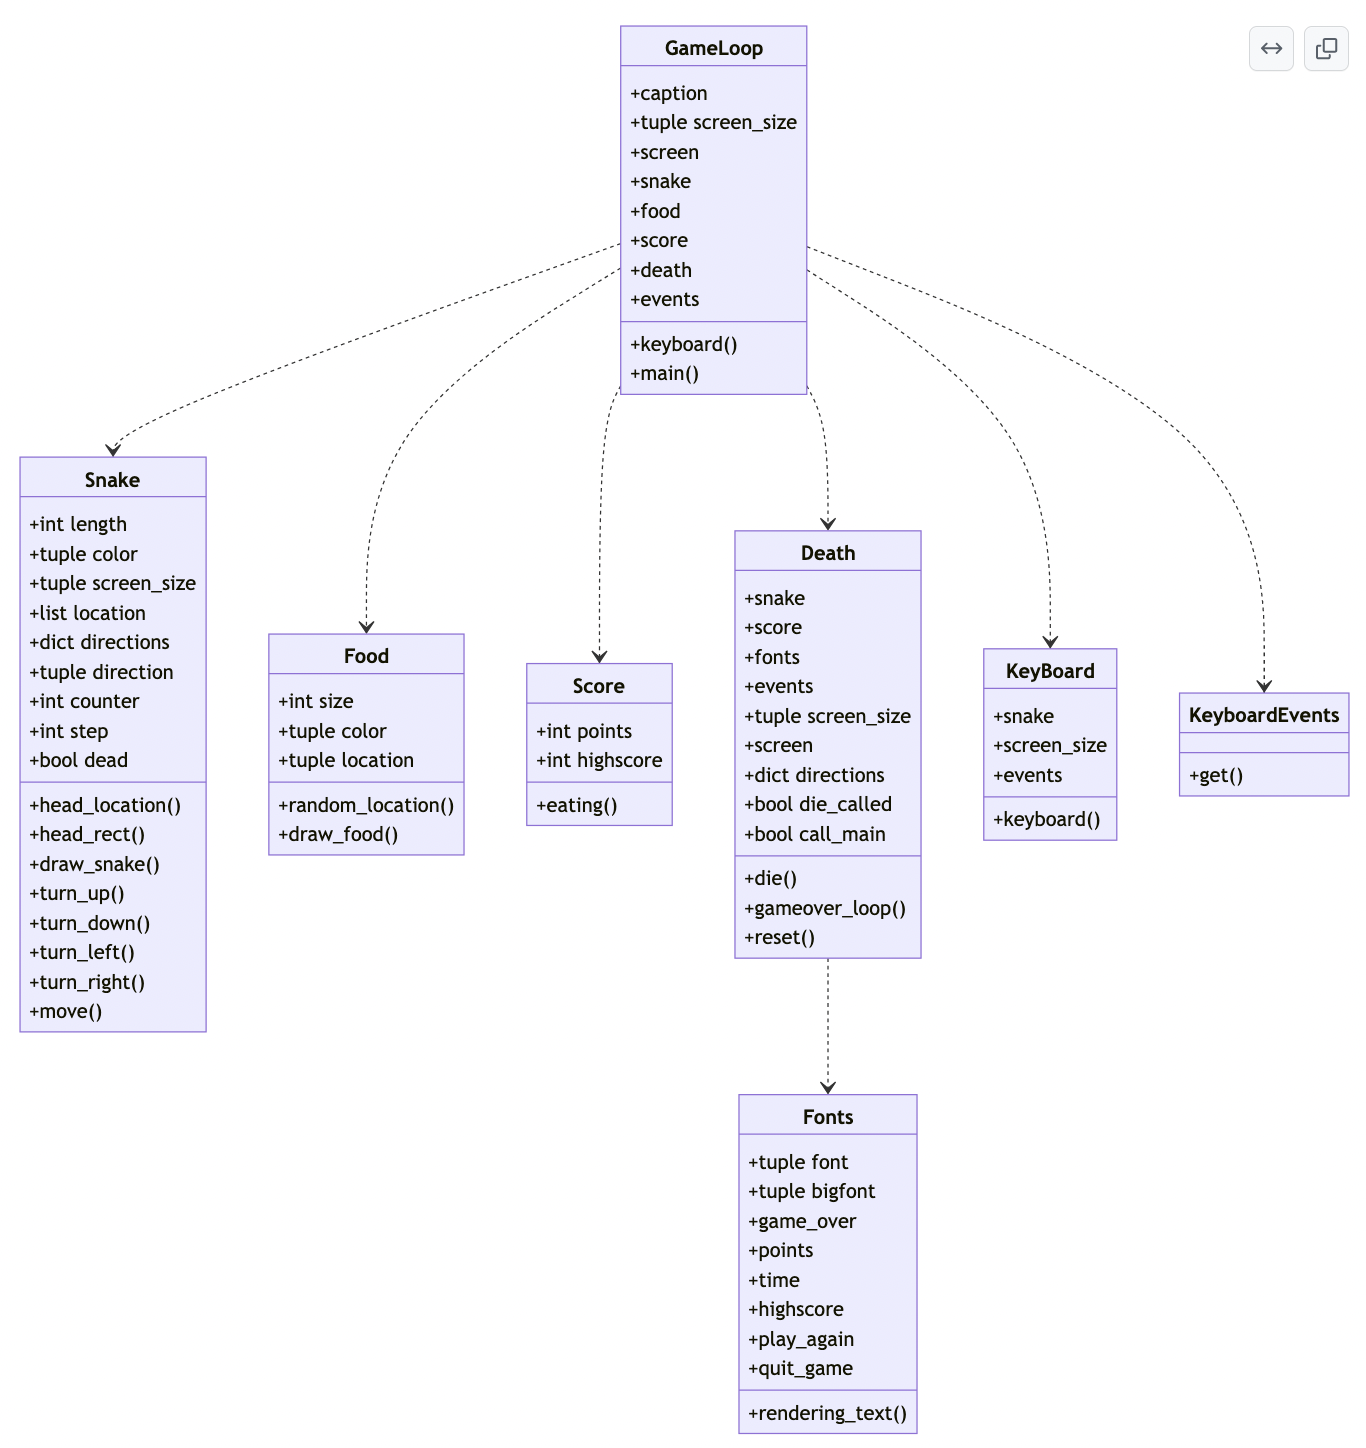 GameLoop
+caption
+tuple screen_size
+screen
+snake
+food
+score
+death
+events
+keyboard()
+main()
Snake
+int length
+tuple color
+tuple screen_size
+list location
+dict directions
+tuple direction
+int counter
+int step
+bool dead
+head_location()
+head_rect()
+draw_snake()
+turn_up()
+turn_down()
+turn_left()
+turn_right()
+move()
Food
+int size
+tuple color
+tuple location
+random_location()
+draw_food()
Score
+int points
+int highscore
+eating()
Death
+snake
+score
+fonts
+events
+tuple screen_size
+screen
+dict directions
+bool die_called
+bool call_main
+die()
+gameover_loop()
+reset()
KeyBoard
+snake
+screen_size
+events
+keyboard()
KeyboardEvents
+get()
Fonts
+tuple font
+tuple bigfont
+game_over
+points
+time
+highscore
+play_again
+quit_game
+rendering_text()